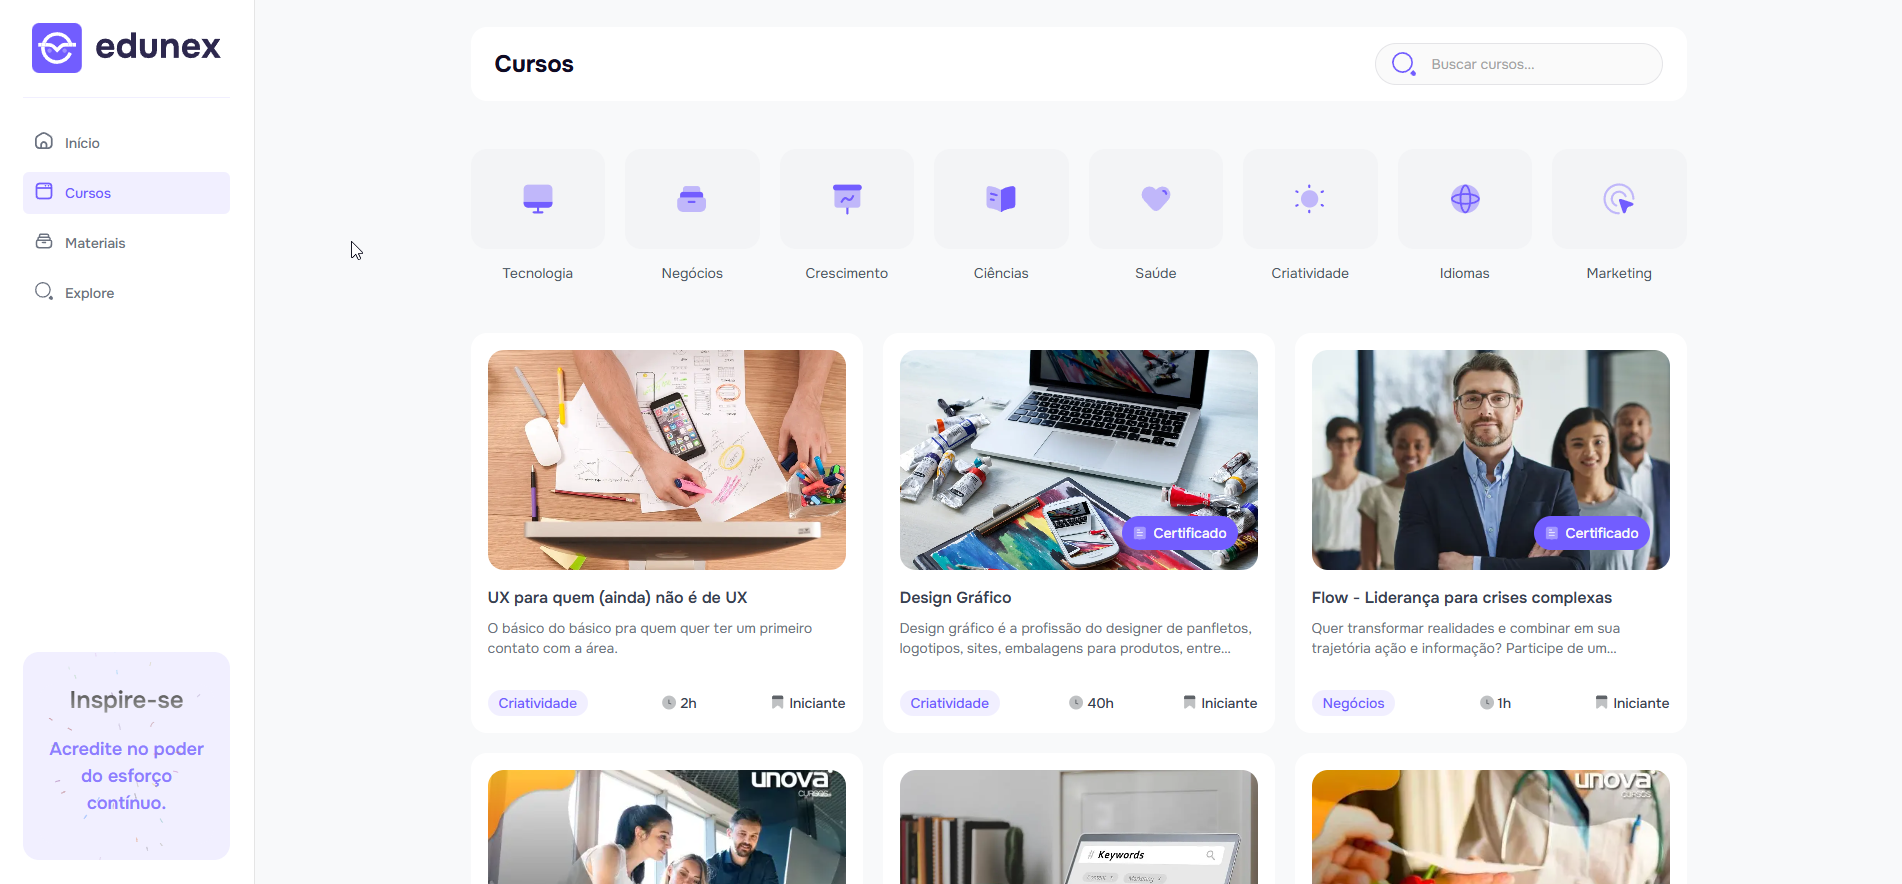 edunex
Início
Cursos
Materiais
Explore
Inspire-se
Acredite no poder
do esforço
contínuo.
Cursos
Buscar cursos...
Tecnologia
Negócios
Crescimento
Ciências
Saúde
Criatividade
Idiomas
Marketing
UX para quem (ainda) não é de UX
O básico do básico pra quem quer ter um primeiro
contato com a área.
Criatividade
2h
Iniciante
Certificado
Design Gráfico
Design gráfico é a profissão do designer de panfletos,
logotipos, sites, embalagens para produtos, entre...
Criatividade
40h
Iniciante
Certificado
Flow - Liderança para crises complexas
Quer transformar realidades e combinar em sua
trajetória ação e informação? Participe de um...
Negócios
1h
Iniciante
unova
CURSOS
# Keywords
unova
CURSOS